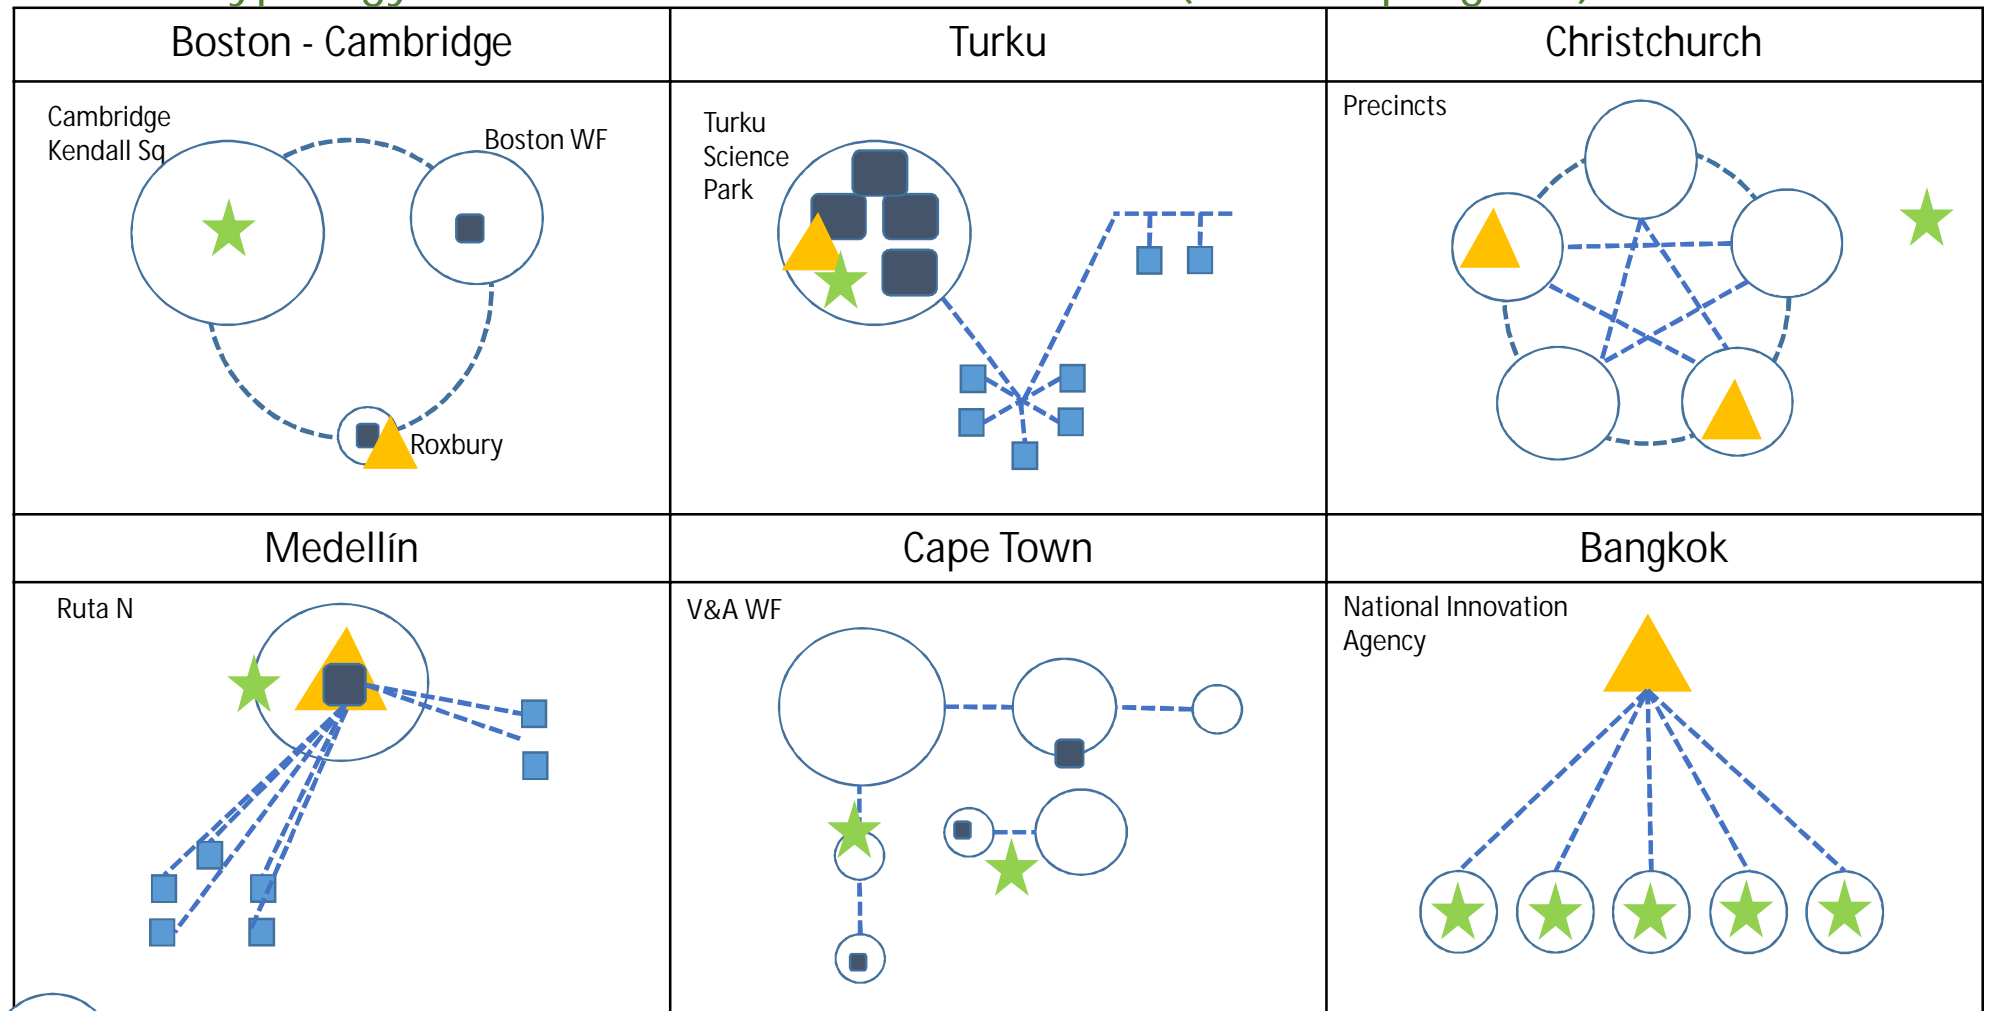 Boston - Cambridge
Turku
Christchurch
Cambridge
Kendall Sq
Boston WF
Roxbury
Turku
Science
Park
Precincts
Medellín
Cape Town
Bangkok
Ruta N
V&A WF
National Innovation
Agency